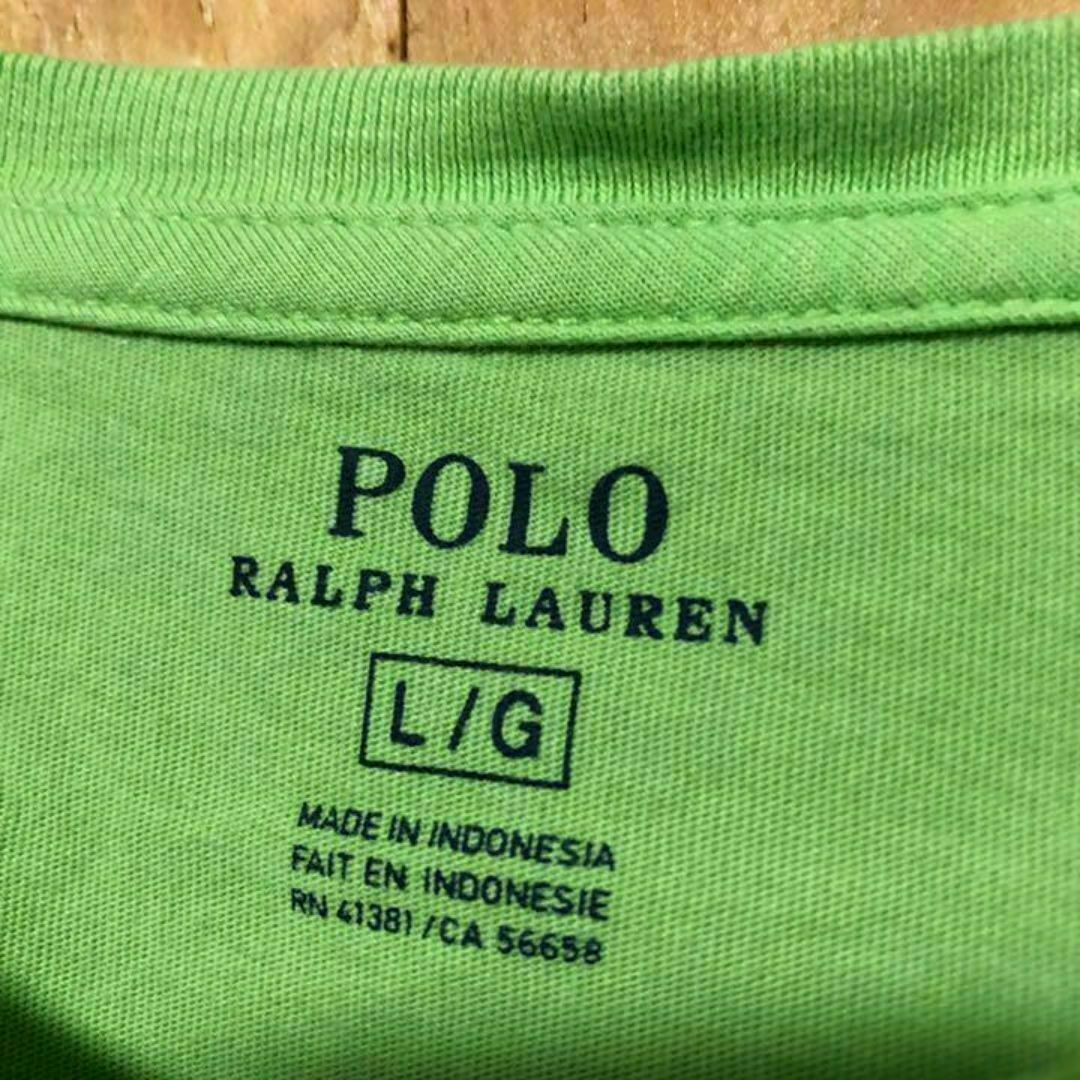 POLO
RALPH LAUREN
L/G
MADE IN INDONESIA
FAIT EN INDONESIE
RN 41381 /CA 56658